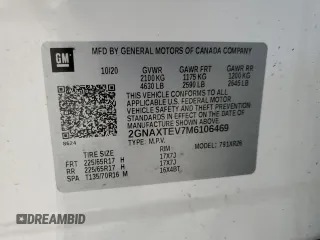 GM
MFD BY GENERAL MOTORS OF CANADA COMPANY
10/20 GVWR GAWR FRT GAWR RR
2100 KG 1175 KG 1200 KG
4630 LB 2590 LB 2645 LB
THIS VEHICLE CONFORMS TO ALL APPLICABLE
U.S. FEDERAL MOTOR VEHICLE
SAFETY, BUMPER, AND THEFT PREVENTION
STANDARDS IN EFFECT ON THE DATE OF
MANUFACTURE SHOWN ABOVE.
2GNAXTEV7M6106469
TYPE: M.P.V.
TIRE RIM
FRT 225/65R17 H 17X7J
RR 225/65R17 H 17X7J
SPA T135/70R16 M 16X4BT
DREAMBID